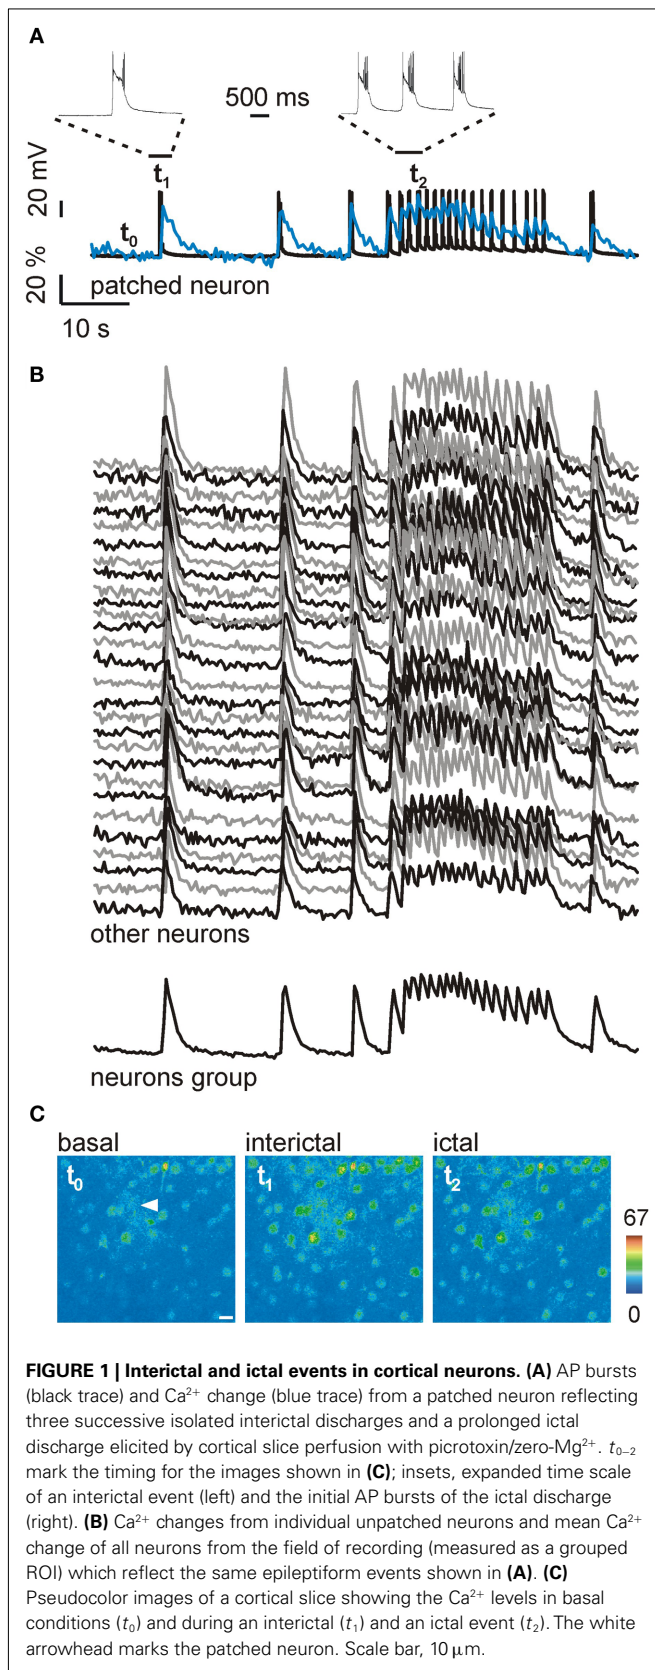 A
500 ms
t1
t2
20 mV
t0
20 %
patched neuron
10 s
B
other neurons
neurons group
C
basal
interictal
ictal
t0
t1
t2
67
0
FIGURE 1 | Interictal and ictal events in cortical neurons. (A) AP bursts
(black trace) and Ca2+ change (blue trace) from a patched neuron reflecting
three successive isolated interictal discharges and a prolonged ictal
discharge elicited by cortical slice perfusion with picrotoxin/zero-Mg2+. t0–2
mark the timing for the images shown in (C); insets, expanded time scale
of an interictal event (left) and the initial AP bursts of the ictal discharge
(right). (B) Ca2+ changes from individual unpatched neurons and mean Ca2+
change of all neurons from the field of recording (measured as a grouped
ROI) which reflect the same epileptiform events shown in (A). (C)
Pseudocolor images of a cortical slice showing the Ca2+ levels in basal
conditions (t0) and during an interictal (t1) and an ictal event (t2). The white
arrowhead marks the patched neuron. Scale bar, 10 μm.